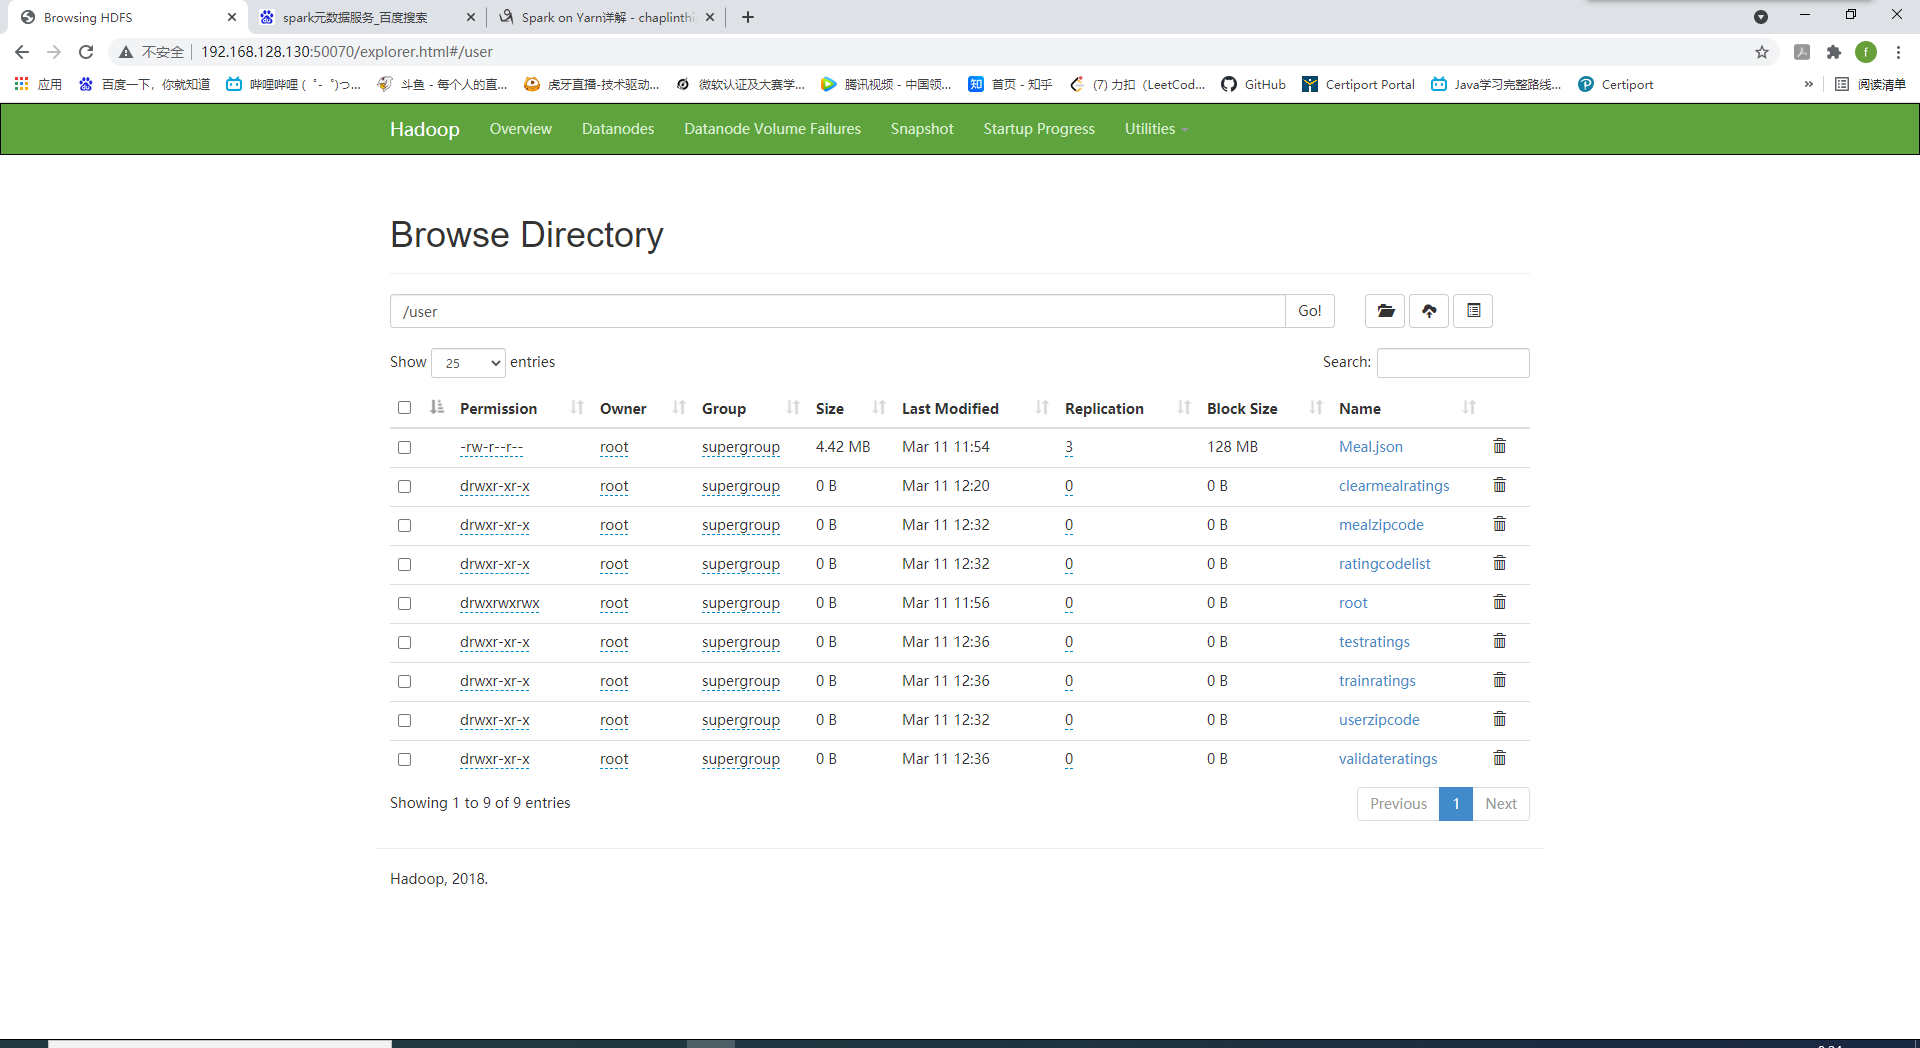 Browsing HDFS spark元数据服务_百度搜索 Spark on Yarn详解 - chaplinthi
不安全 192.168.128.130:50070/explorer.html#/user f
应用 百度一下，你就知道 哔哩哔哩 (゜-゜)つ... 斗鱼 - 每个人的直... 虎牙直播-技术驱动... 微软认证及大赛学... 腾讯视频 - 中国领... 知 首页 - 知乎 (7) 力扣（LeetCod... GitHub Certiport Portal Java学习完整路线... Certiport » 阅读清单
Hadoop Overview Datanodes Datanode Volume Failures Snapshot Startup Progress Utilities
Browse Directory
/user Go!
Show 25 entries Search:
Permission Owner Group Size Last Modified Replication Block Size Name
-rw-r--r-- root supergroup 4.42 MB Mar 11 11:54 3 128 MB Meal.json
drwxr-xr-x root supergroup 0 B Mar 11 12:20 0 0 B clearmealratings
drwxr-xr-x root supergroup 0 B Mar 11 12:32 0 0 B mealzipcode
drwxr-xr-x root supergroup 0 B Mar 11 12:32 0 0 B ratingcodelist
drwxrwxrwx root supergroup 0 B Mar 11 11:56 0 0 B root
drwxr-xr-x root supergroup 0 B Mar 11 12:36 0 0 B testratings
drwxr-xr-x root supergroup 0 B Mar 11 12:36 0 0 B trainratings
drwxr-xr-x root supergroup 0 B Mar 11 12:32 0 0 B userzipcode
drwxr-xr-x root supergroup 0 B Mar 11 12:36 0 0 B validateratings
Showing 1 to 9 of 9 entries Previous 1 Next
Hadoop, 2018.